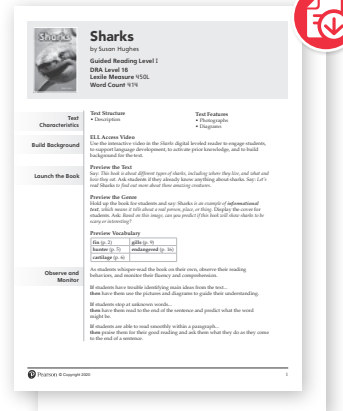 Sharks
Sharks
by Susan Hughes
Guided Reading Level I
DRA Level 16
Lexile Measure 450L
Word Count 414
Test
Characteristics
Text Structure
• Description
Text Features
• Photographs
• Diagrams
Build Background
ELL Access Video
Use the interactive video in the Sharks digital leveled reader to engage students,
to support language development, to activate prior knowledge, and to build
background for the text.
Launch the Book
Preview the Text
Say: This book is about different types of sharks, including where they live, and what and
how they eat. Ask students if they already know anything about sharks. Say: Let's
read Sharks to find out more about these amazing creatures.
Preview the Genre
Hold up the book for students and say: Sharks is an example of informational
text, which means it tells about a real person, place, or thing. Display the cover for
students. Ask: Based on this image, can you predict if this book will show sharks to be
scary or interesting?
Preview Vocabulary
fin (p. 2) gills (p. 9)
hunter (p. 5) endangered (p. 16)
cartilage (p. 6)
Observe and
Monitor
As students whisper-read the book on their own, observe their reading
behaviors, and monitor their fluency and comprehension.
If students have trouble identifying main ideas from the text...
then have them use the pictures and diagrams to guide their understanding.
If students stop at unknown words...
then have them read to the end of the sentence and predict what the word
might be.
If students are able to read smoothly within a paragraph...
then praise them for their good reading and ask them what they do as they come
to the end of a sentence.
Pearson © Copyright 2020
1